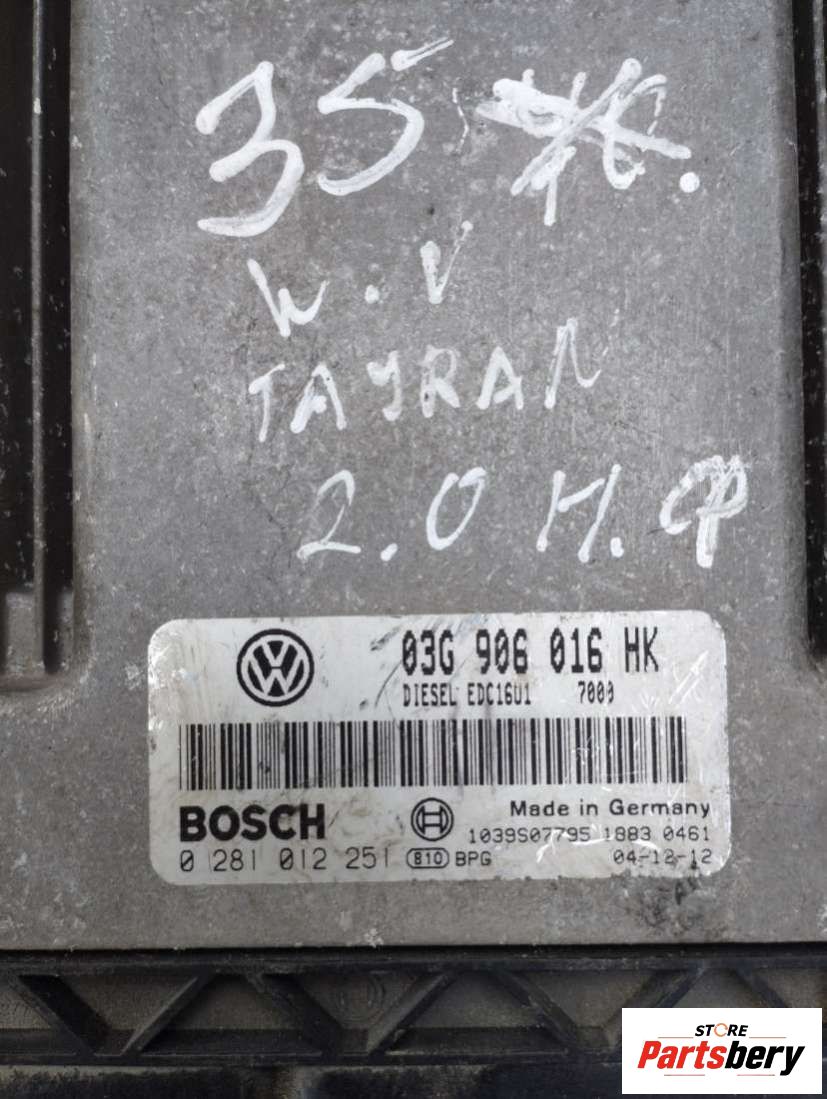 35
W.V
TAYRAN
2.0 H.
03G 906 016 HK
DIESEL EDC16U1 7000
BOSCH
Made in Germany
1039S07795 1883 0461
0 281 012 251 810 BPG 04-12-12
STORE
Partsbery